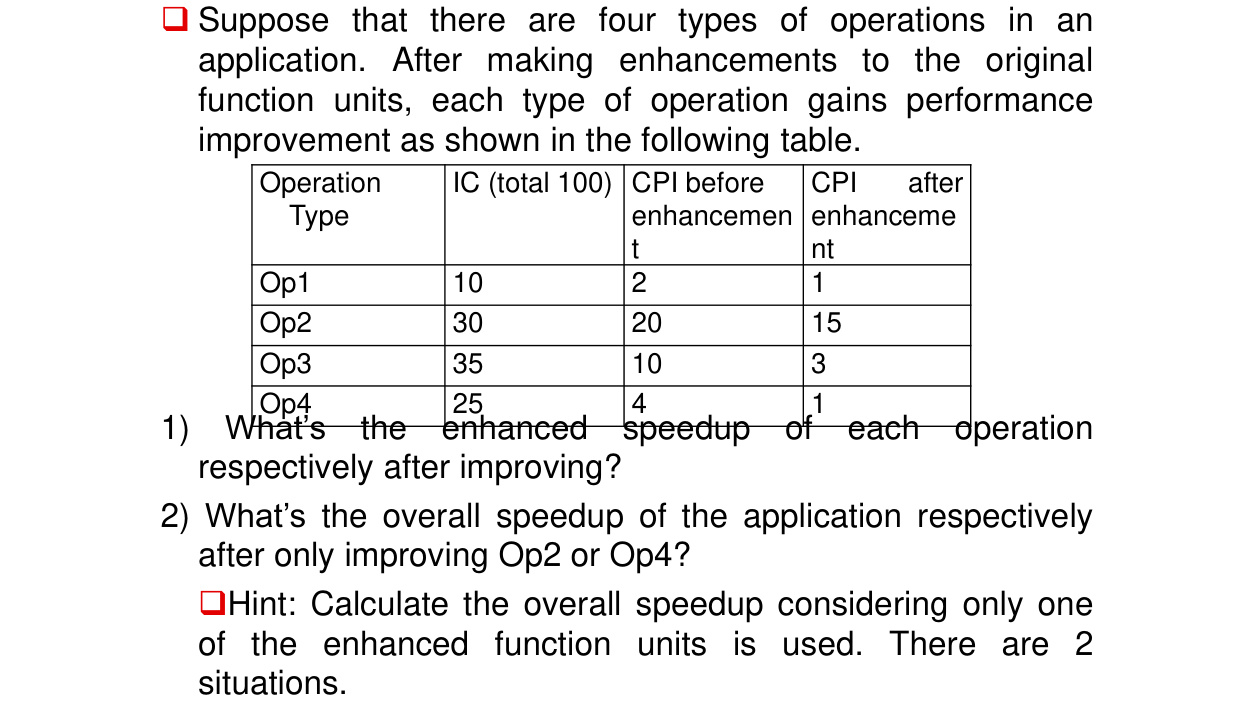 ❑ Suppose that there are four types of operations in an
application. After making enhancements to the original
function units, each type of operation gains performance
improvement as shown in the following table.
Operation Type IC (total 100) CPI before enhancemen t CPI after enhanceme nt
Op1 10 2 1
Op2 30 20 15
Op3 35 10 3
Op4 25 4 1
1) What’s the enhanced speedup of each operation
respectively after improving?
2) What’s the overall speedup of the application respectively
after only improving Op2 or Op4?
❑Hint: Calculate the overall speedup considering only one
of the enhanced function units is used. There are 2
situations.